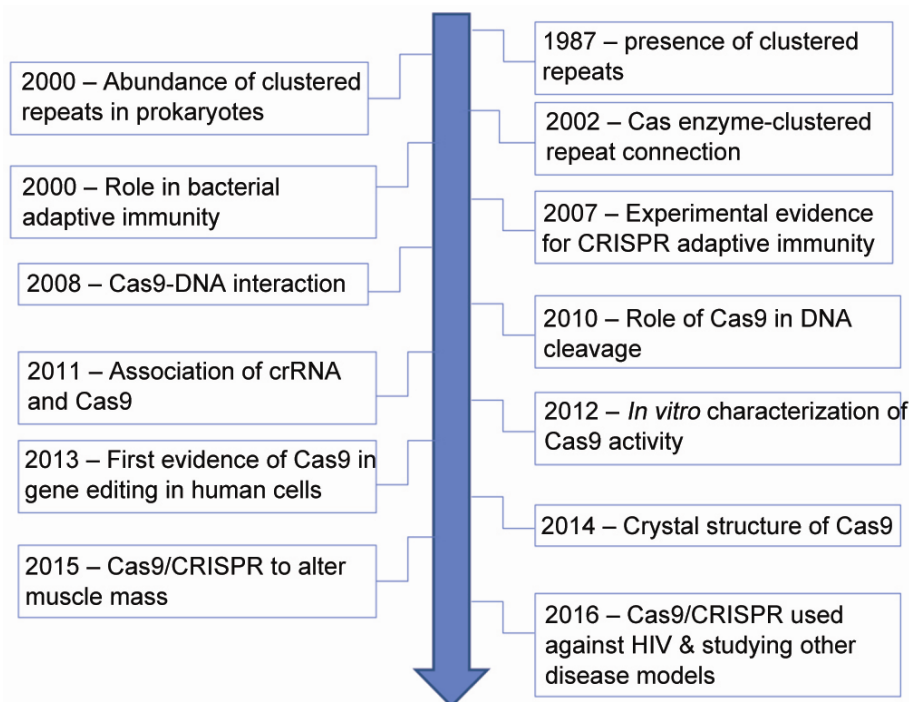 1987 – presence of clustered
repeats
2000 – Abundance of clustered
repeats in prokaryotes
2002 – Cas enzyme-clustered
repeat connection
2000 – Role in bacterial
adaptive immunity
2007 – Experimental evidence
for CRISPR adaptive immunity
2008 – Cas9-DNA interaction
2010 – Role of Cas9 in DNA
cleavage
2011 – Association of crRNA
and Cas9
2012 – In vitro characterization of
Cas9 activity
2013 – First evidence of Cas9 in
gene editing in human cells
2014 – Crystal structure of Cas9
2015 – Cas9/CRISPR to alter
muscle mass
2016 – Cas9/CRISPR used
against HIV & studying other
disease models